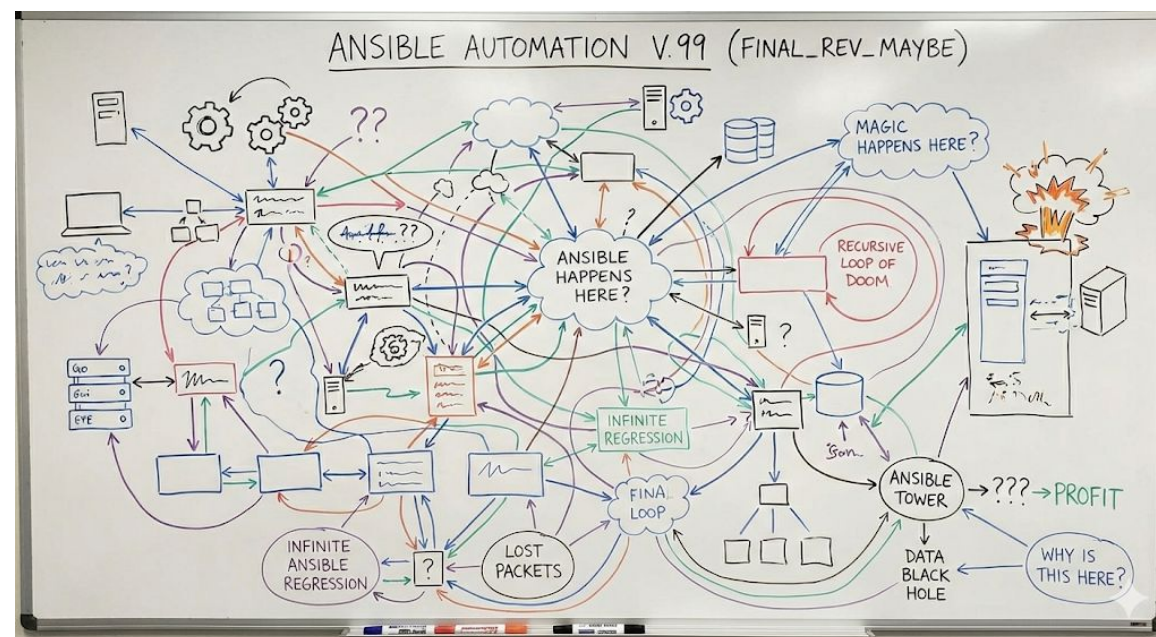 ANSIBLE AUTOMATION V.99 (FINAL_REV_MAYBE)
??
MAGIC
HAPPENS HERE?
??
?
?
ANSIBLE
HAPPENS
HERE?
RECURSIVE
LOOP OF
DOOM
?
?
GO
GUI
EYE
INFINITE
REGRESSION
?
ANSIBLE
TOWER
→ ??? → PROFIT
FINAL
LOOP
INFINITE
ANSIBLE
REGRESSION
?
LOST
PACKETS
DATA
BLACK
HOLE
WHY IS
THIS HERE?